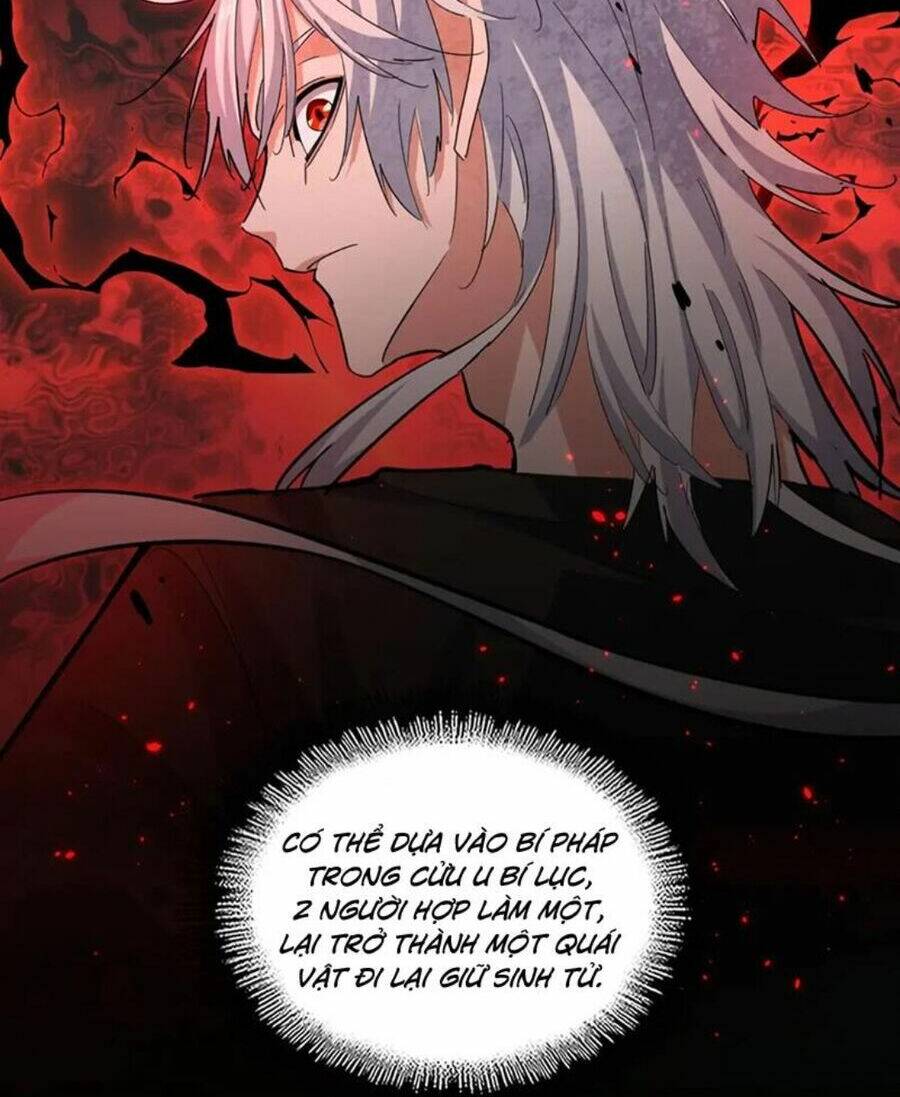 CÓ THỂ DỰA VÀO BÍ PHÁP
TRONG CỬU U BÍ LỤC,
2 NGƯỜI HỢP LÀM MỘT,
LẠI TRỞ THÀNH MỘT QUÁI
VẬT ĐI LẠI GIỮ SINH TỬ.